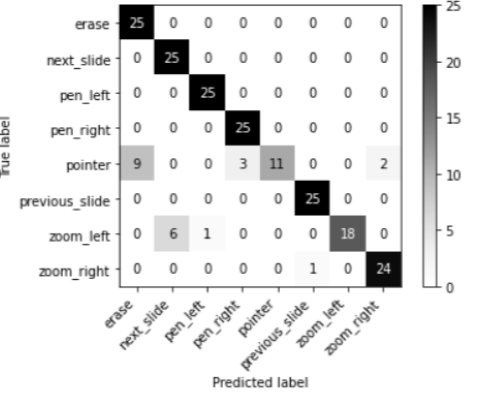 erase 25 0 0 0 0 0 0 0
next_slide 0 25 0 0 0 0 0 0
pen_left 0 0 25 0 0 0 0 0
pen_right 0 0 0 25 0 0 0 0
pointer 9 0 0 3 11 0 0 2
previous_slide 0 0 0 0 0 25 0 0
zoom_left 0 6 1 0 0 0 18 0
zoom_right 0 0 0 0 0 1 0 24
erase
next_slide
pen_left
pen_right
pointer
previous_slide
zoom_left
zoom_right
Predicted label
True label
25
20
15
10
5
0